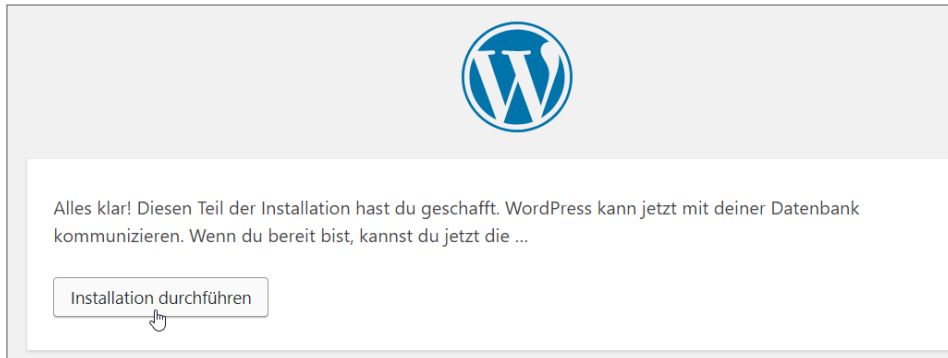 Alles klar! Diesen Teil der Installation hast du geschafft. WordPress kann jetzt mit deiner Datenbank
kommunizieren. Wenn du bereit bist, kannst du jetzt die …
Installation durchführen